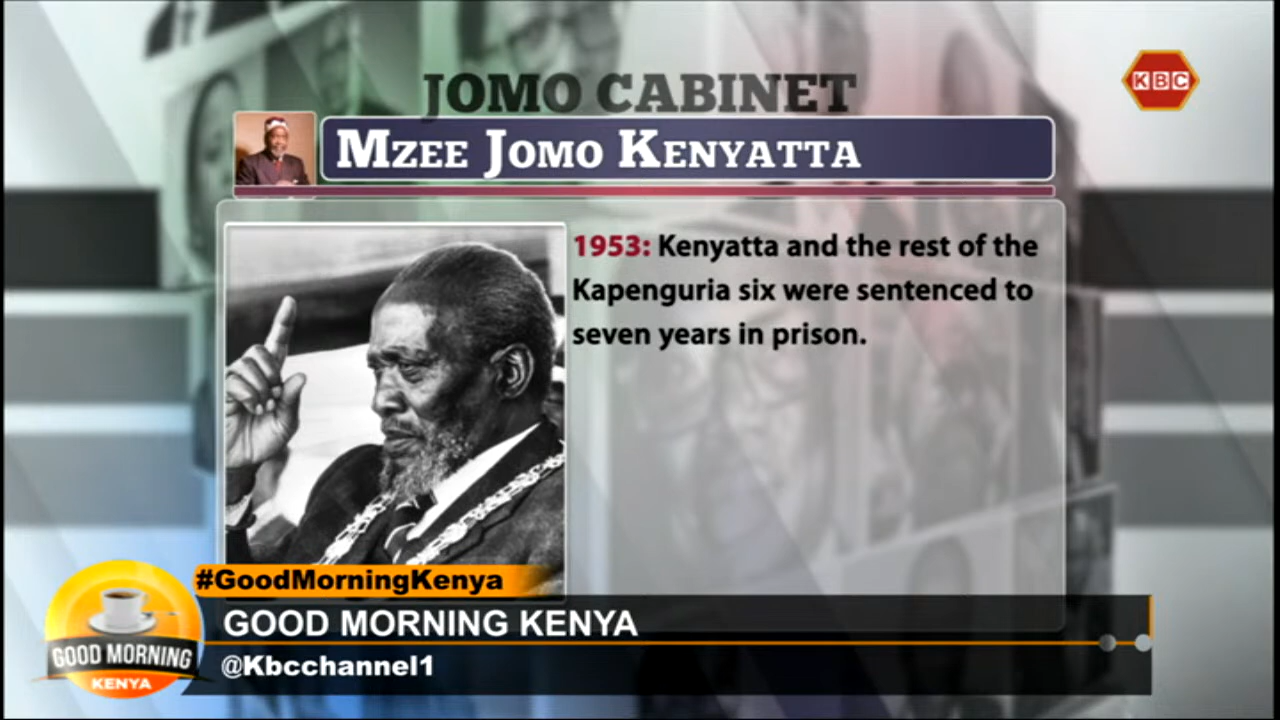 JOMO CABINET
KBC
MZEE JOMO KENYATTA
1953: Kenyatta and the rest of the
Kapenguria six were sentenced to
seven years in prison.
#GoodMorningKenya
GOOD MORNING KENYA
@Kbcchannel1
GOOD MORNING
KENYA